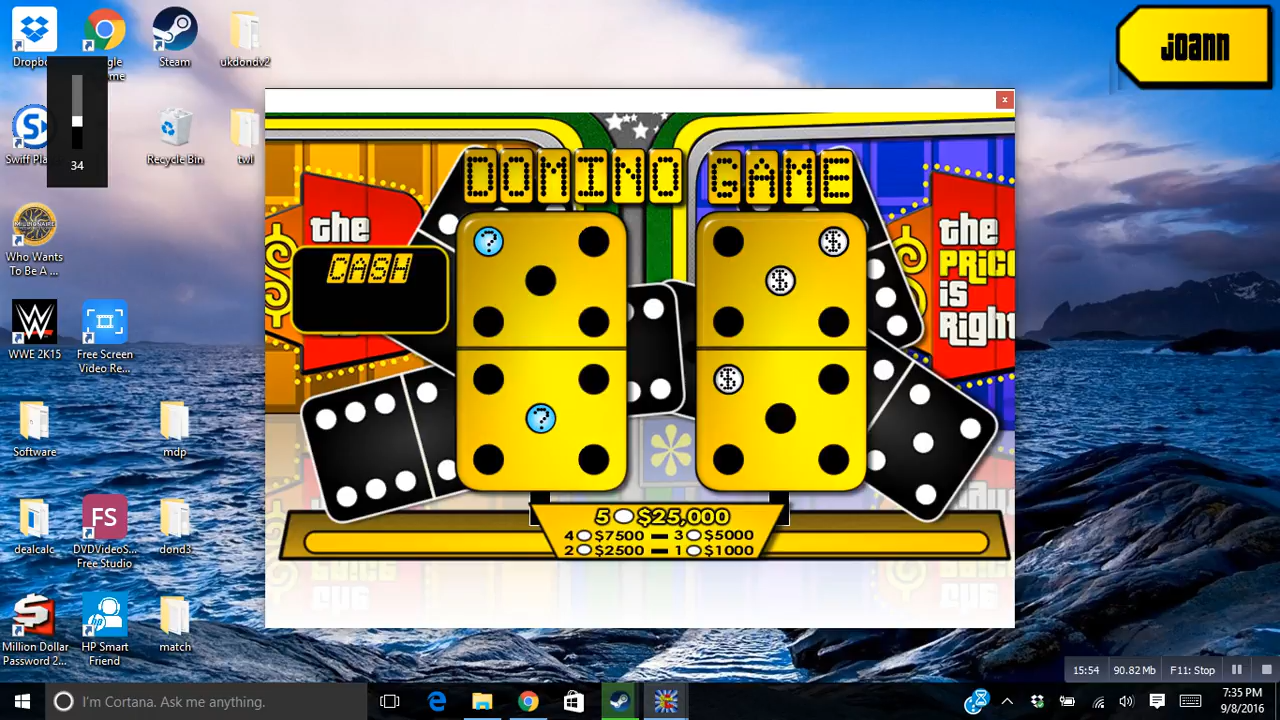 Dropbo
gle
me
Steam
ukdondv2
joann
34
Swiff Pla
Recycle Bin
twl
x
DOMINO GAME
the
CASH
the
PRiC
is
Righ
Who Wants
To Be A ...
WWE 2K15
Free Screen
Video Re...
Software
mdp
5 $25,000
4 $7500 — 3 $5000
2 $2500 — 1 $1000
dealcalc
DVDVideoS...
Free Studio
dond3
Million Dollar
Password 2...
HP Smart
Friend
match
15:54 90.82 Mb F11: Stop
I'm Cortana. Ask me anything.
7:35 PM
9/8/2016